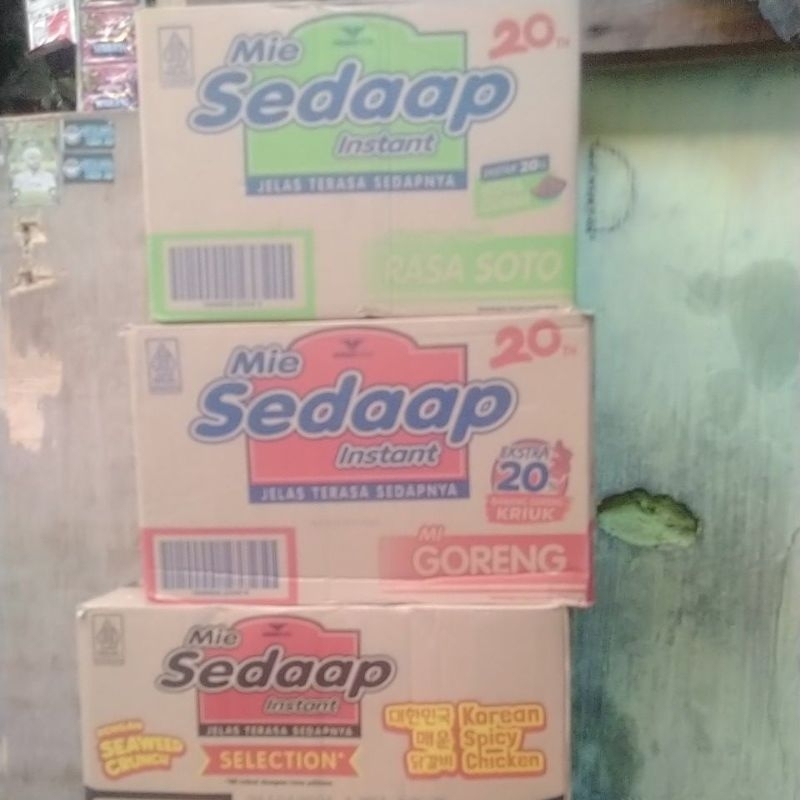 20 TH
Mie
Sedaap
Instant
JELAS TERASA SEDAPNYA
RASA SOTO
20 TH
Mie
Sedaap
Instant
JELAS TERASA SEDAPNYA
EKSTRA
20
KRIUK
MI
GORENG
Mie
Sedaap
Instant
JELAS TERASA SEDAPNYA
SELECTION
SEAWEED
CRUNCH
대한민국 Korean
매운 Spicy
닭갈비 Chicken